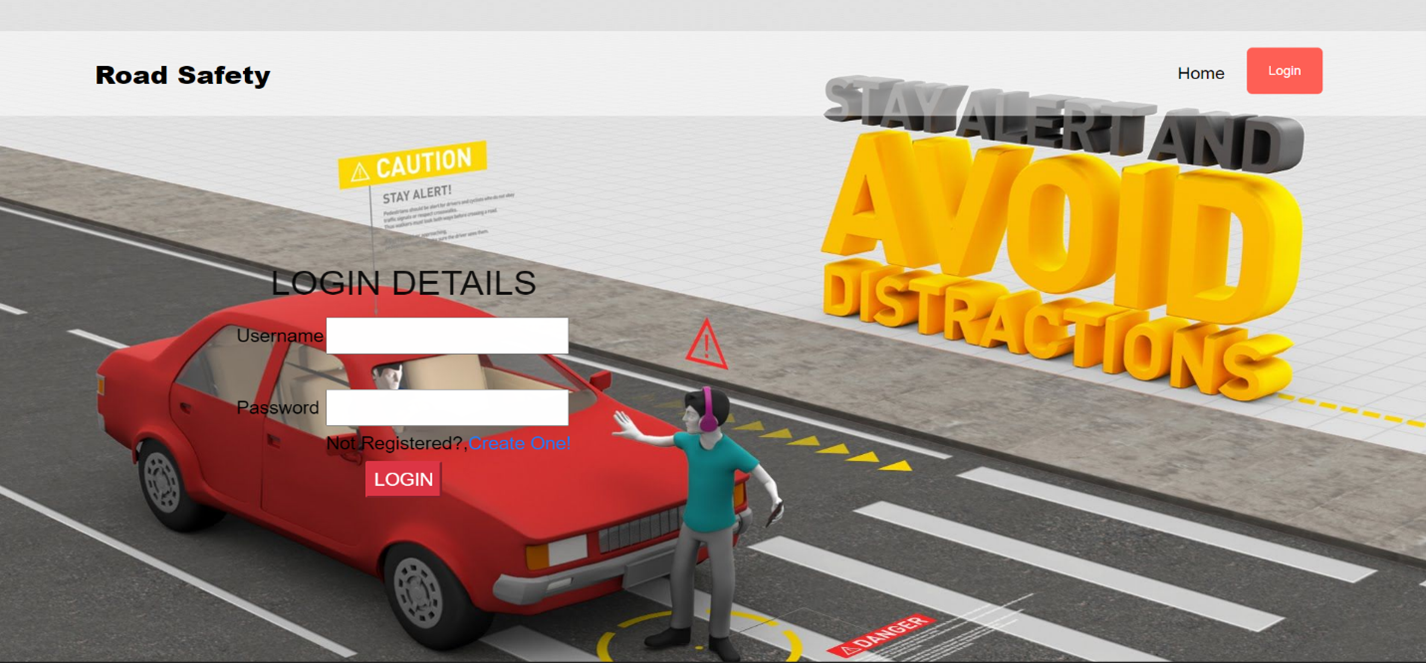 Road Safety
Home
Login
STAY ALERT AND
AVOID
DISTRACTIONS
CAUTION
STAY ALERT!
LOGIN DETAILS
Username
Password
Not Registered?,Create One!
LOGIN
DANGER